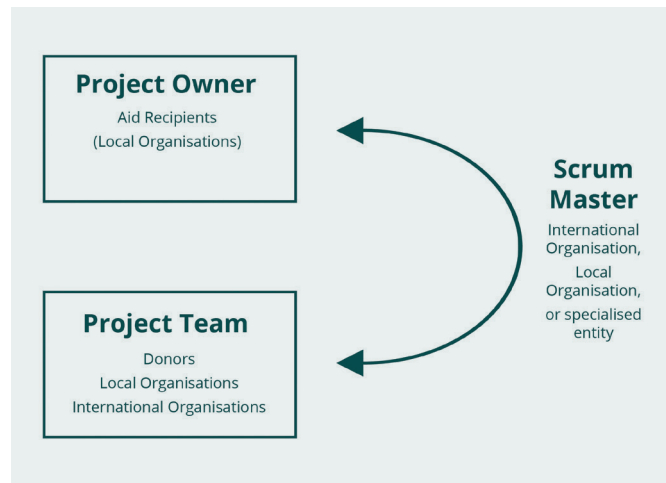 Project Owner
Aid Recipients
(Local Organisations)
Scrum
Master
International
Organisation,
Local
Organisation,
or specialised
entity
Project Team
Donors
Local Organisations
International Organisations